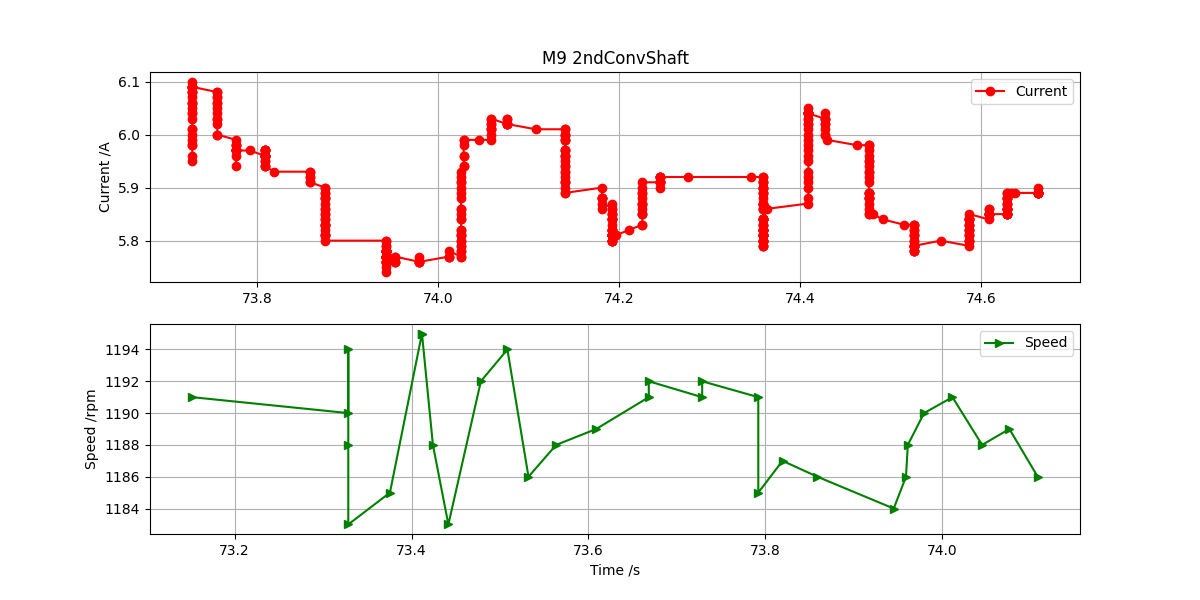 M9 2ndConvShaft
6.1
6.0
5.9
5.8
Current /A
Current
73.8 74.0 74.2 74.4 74.6
1194
1192
1190
1188
1186
1184
Speed /rpm
Speed
73.2 73.4 73.6 73.8 74.0
Time /s